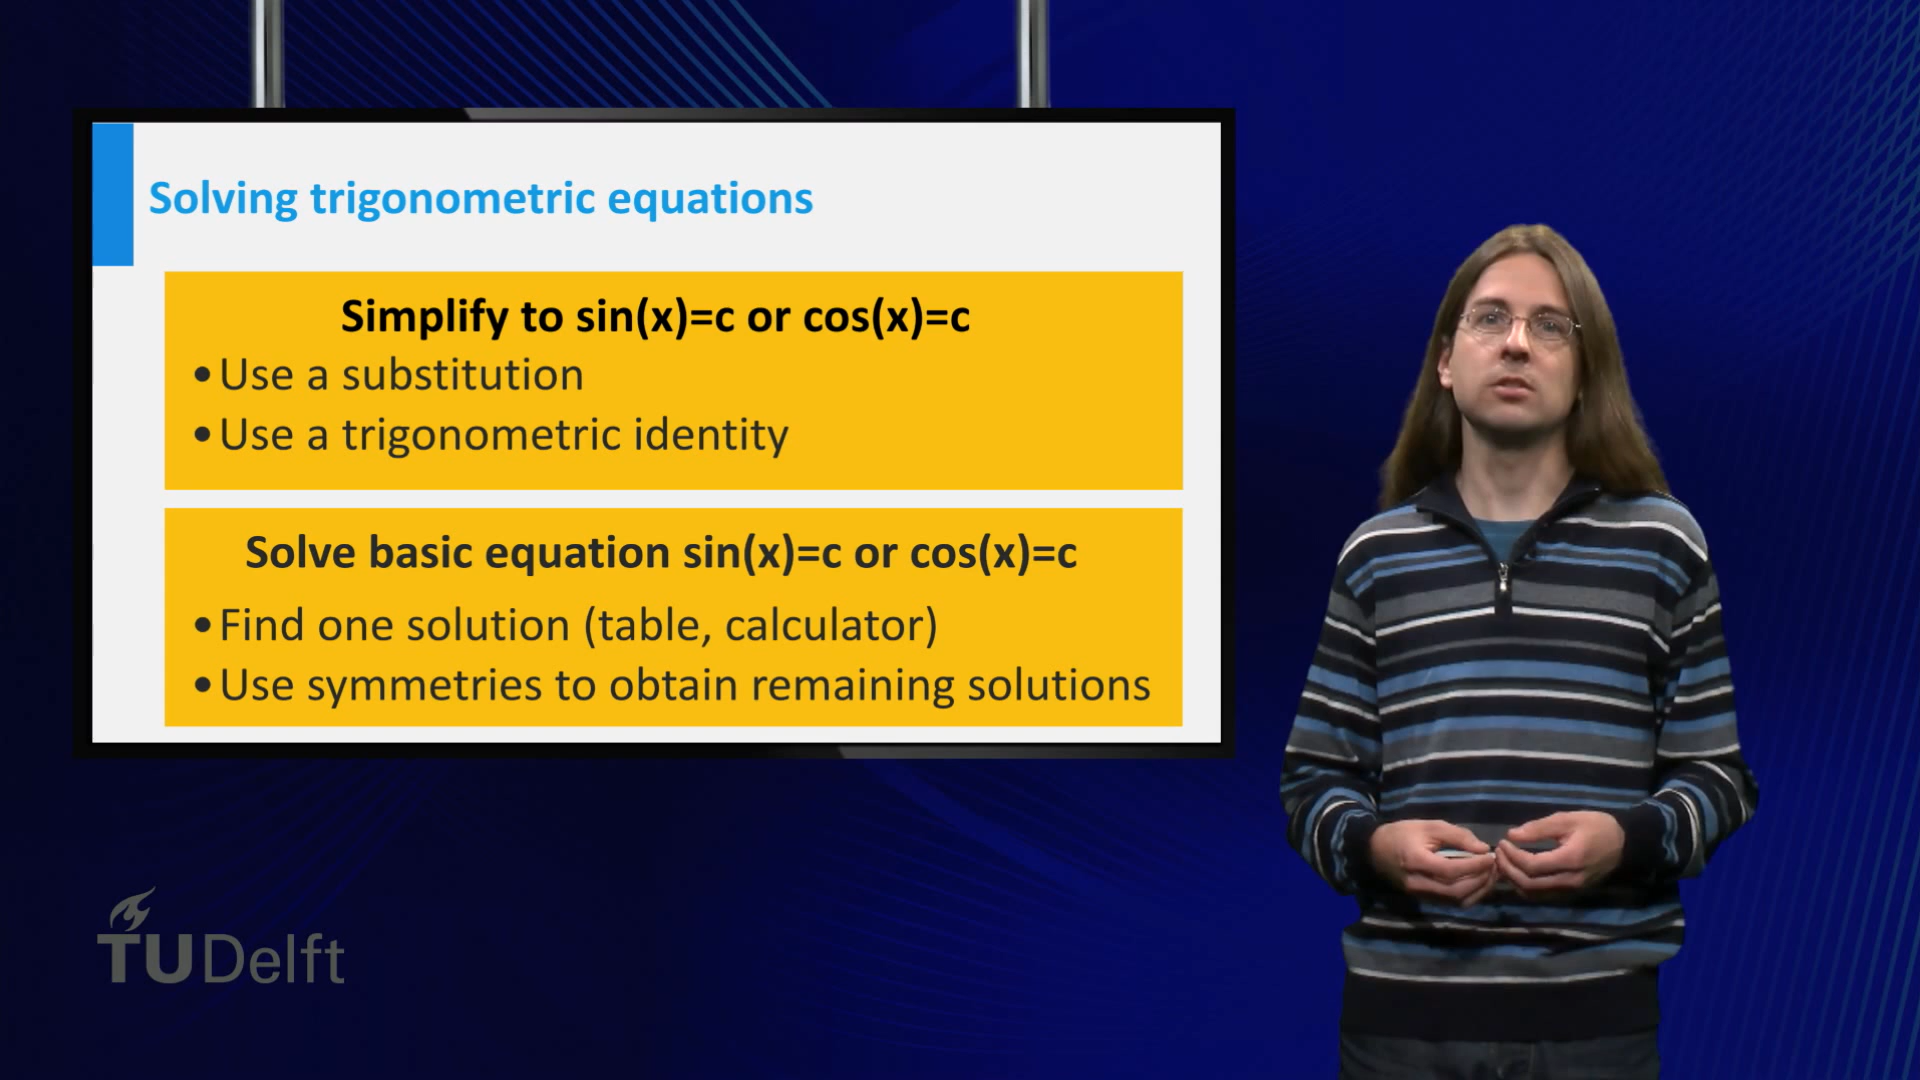 Solving trigonometric equations
Simplify to sin(x)=c or cos(x)=c
•Use a substitution
•Use a trigonometric identity
Solve basic equation sin(x)=c or cos(x)=c
•Find one solution (table, calculator)
•Use symmetries to obtain remaining solutions
TUDelft